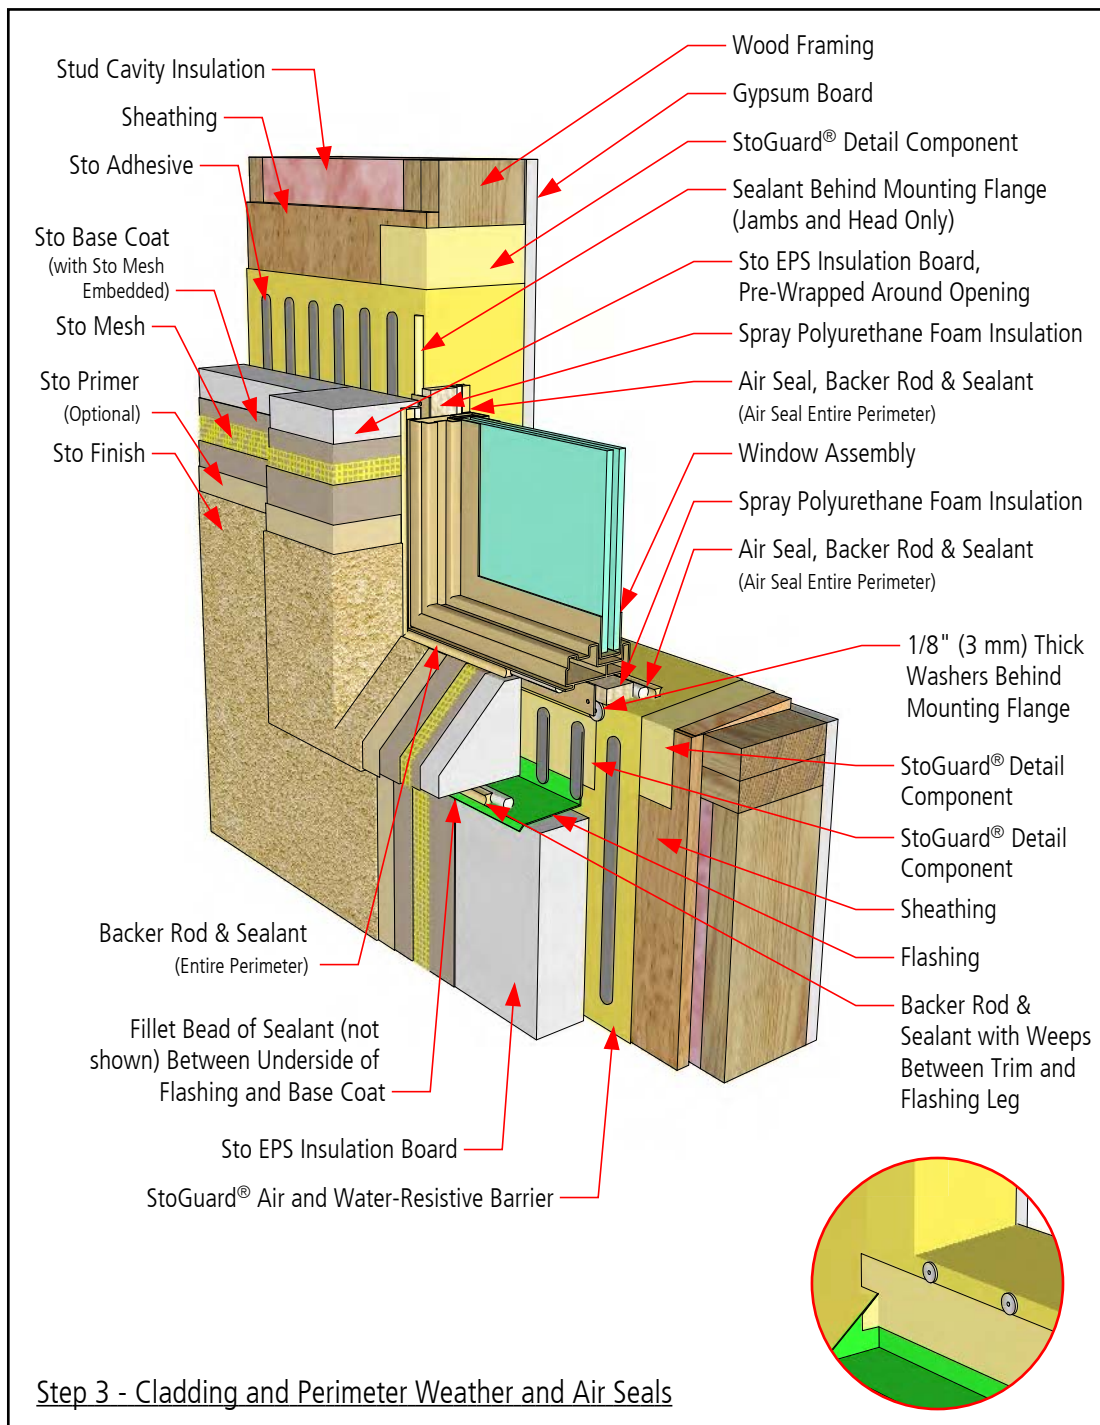 Stud Cavity Insulation
Sheathing
Sto Adhesive
Sto Base Coat
(with Sto Mesh
Embedded)
Sto Mesh
Sto Primer
(Optional)
Sto Finish
Wood Framing
Gypsum Board
StoGuard® Detail Component
Sealant Behind Mounting Flange
(Jambs and Head Only)
Sto EPS Insulation Board,
Pre-Wrapped Around Opening
Spray Polyurethane Foam Insulation
Air Seal, Backer Rod & Sealant
(Air Seal Entire Perimeter)
Window Assembly
Spray Polyurethane Foam Insulation
Air Seal, Backer Rod & Sealant
(Air Seal Entire Perimeter)
1/8" (3 mm) Thick
Washers Behind
Mounting Flange
StoGuard® Detail
Component
StoGuard® Detail
Component
Sheathing
Flashing
Backer Rod &
Sealant with Weeps
Between Trim and
Flashing Leg
Backer Rod & Sealant
(Entire Perimeter)
Fillet Bead of Sealant (not
shown) Between Underside of
Flashing and Base Coat
Sto EPS Insulation Board
StoGuard® Air and Water-Resistive Barrier
Step 3 - Cladding and Perimeter Weather and Air Seals